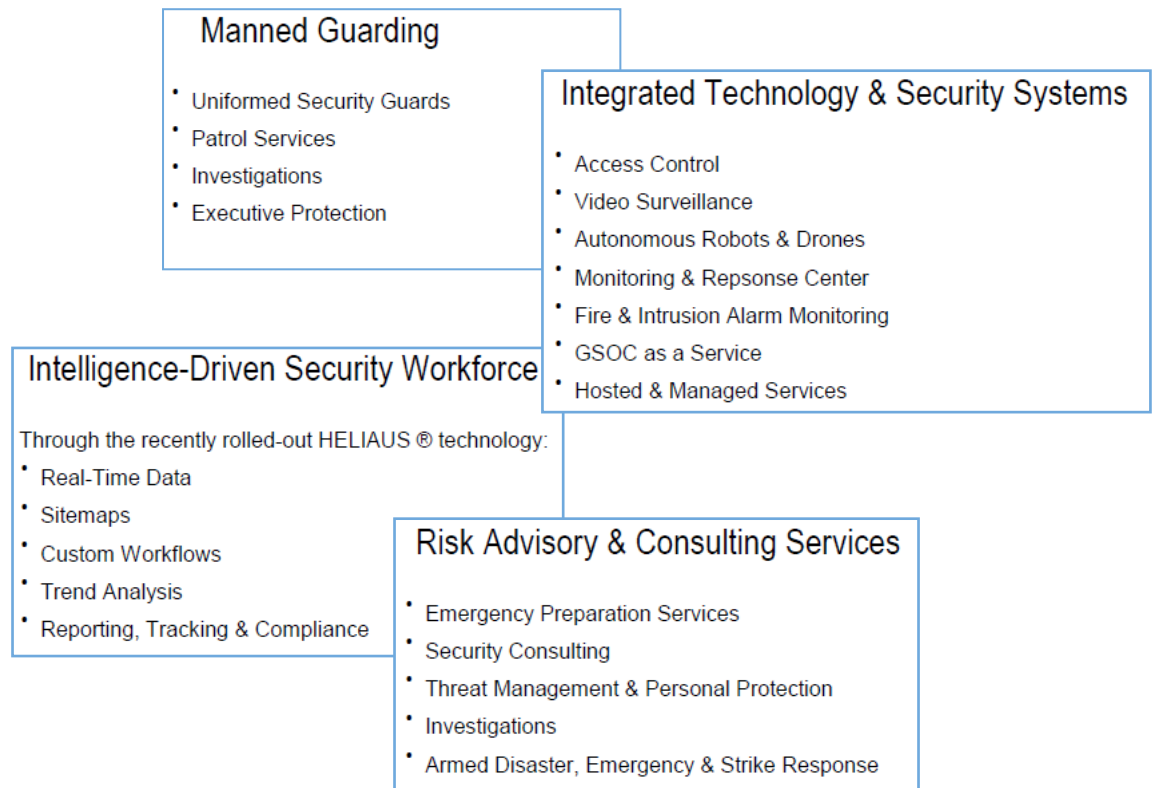 Manned Guarding
• Uniformed Security Guards
• Patrol Services
• Investigations
• Executive Protection
Integrated Technology & Security Systems
• Access Control
• Video Surveillance
• Autonomous Robots & Drones
• Monitoring & Repsonse Center
• Fire & Intrusion Alarm Monitoring
• GSOC as a Service
• Hosted & Managed Services
Intelligence-Driven Security Workforce
Through the recently rolled-out HELIAUS ® technology:
• Real-Time Data
• Sitemaps
• Custom Workflows
• Trend Analysis
• Reporting, Tracking & Compliance
Risk Advisory & Consulting Services
• Emergency Preparation Services
• Security Consulting
• Threat Management & Personal Protection
• Investigations
• Armed Disaster, Emergency & Strike Response